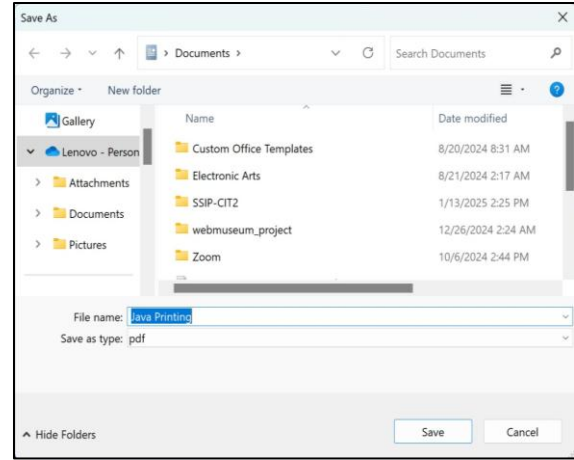 Save As
Documents
Search Documents
Organize
New folder
Name
Date modified
Gallery
Lenovo - Person
Attachments
Documents
Pictures
Custom Office Templates 8/20/2024 8:31 AM
Electronic Arts 8/21/2024 2:17 AM
SSIP-CIT2 1/13/2025 2:25 PM
webmuseum_project 12/26/2024 2:24 AM
Zoom 10/6/2024 2:44 PM
File name: Java Printing
Save as type: pdf
Hide Folders
Save
Cancel